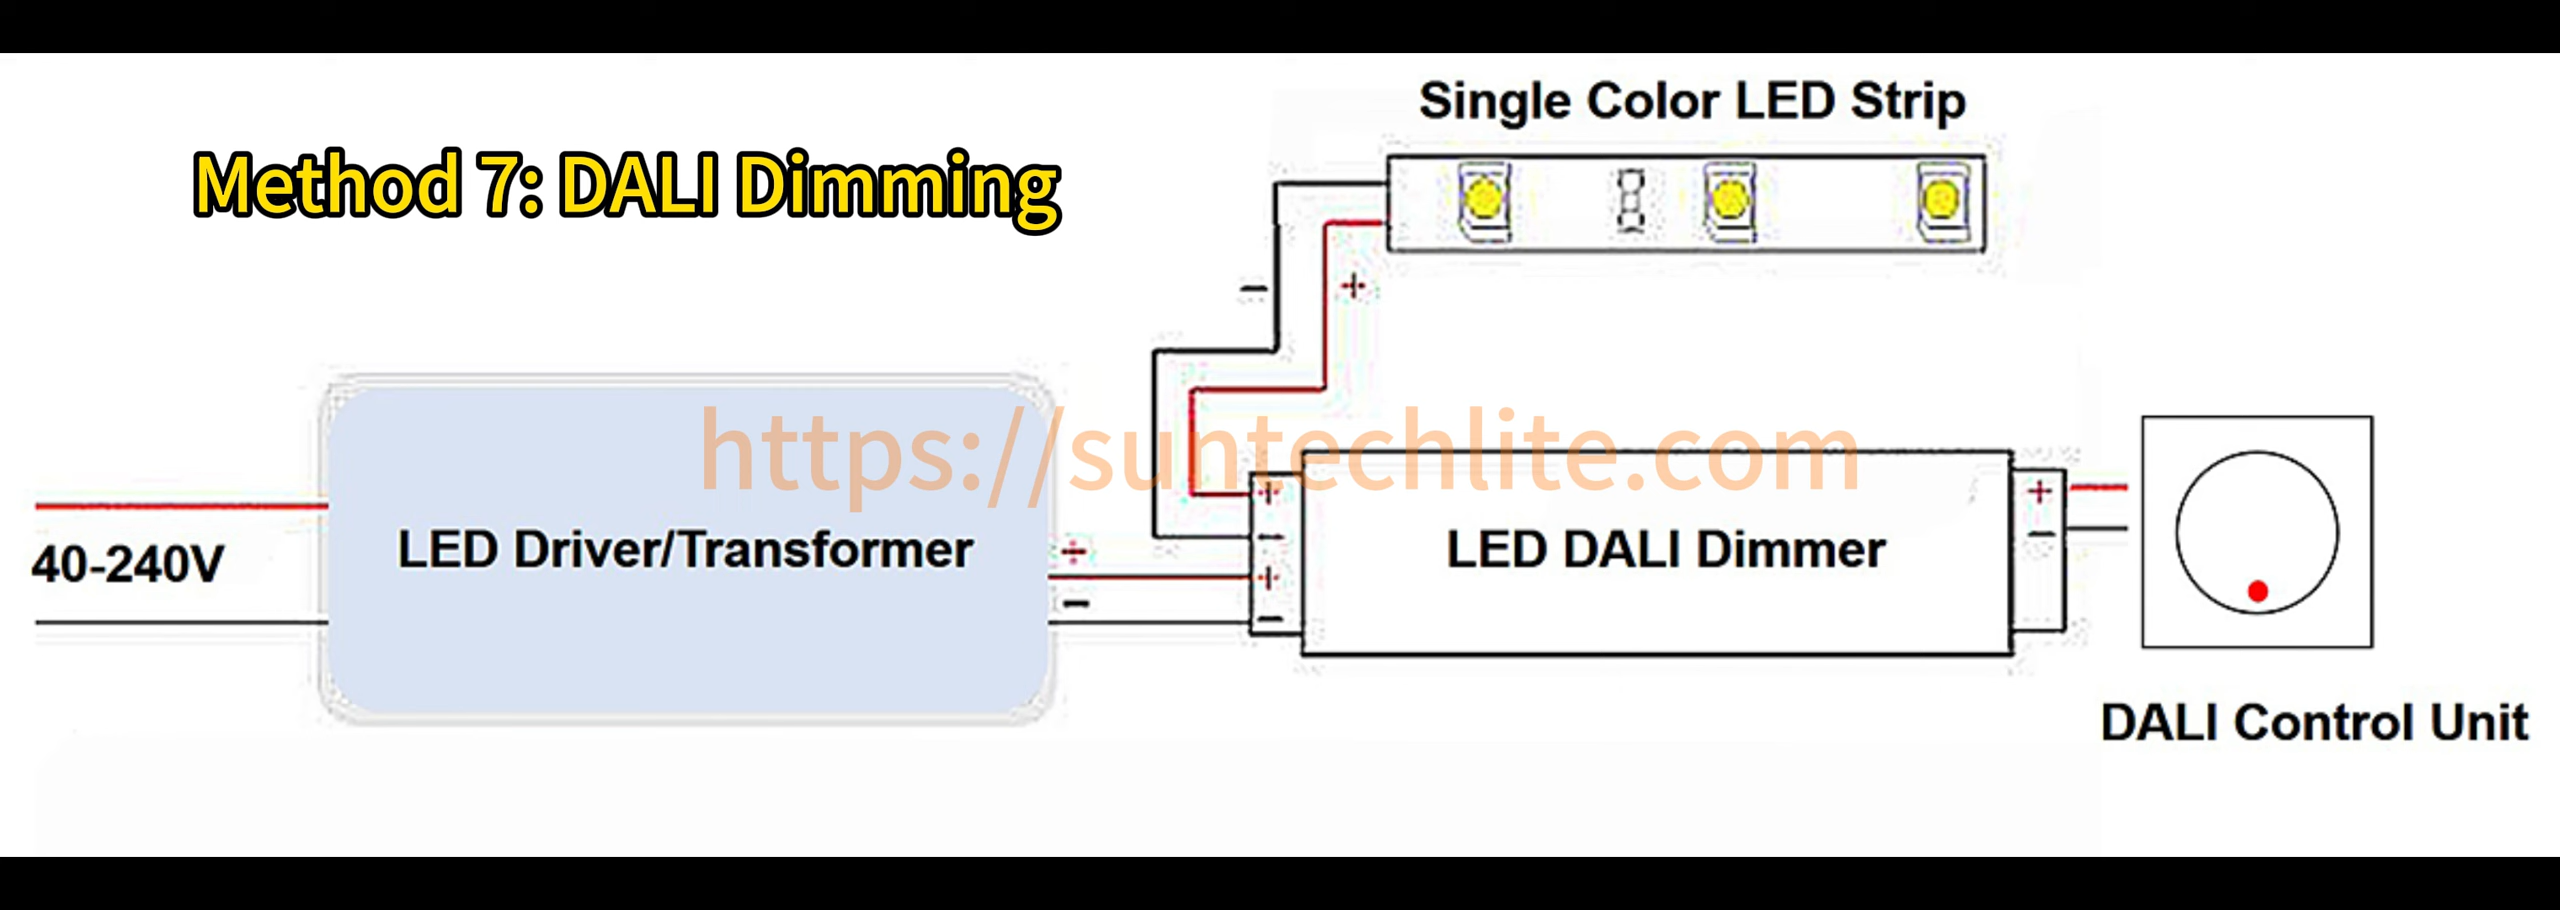 Single Color LED Strip
Method 7: DALI Dimming
-
+
https://suntechlite.com
+
+
-
LED Driver/Transformer
LED DALI Dimmer
40-240V
+
-
+
-
-
DALI Control Unit